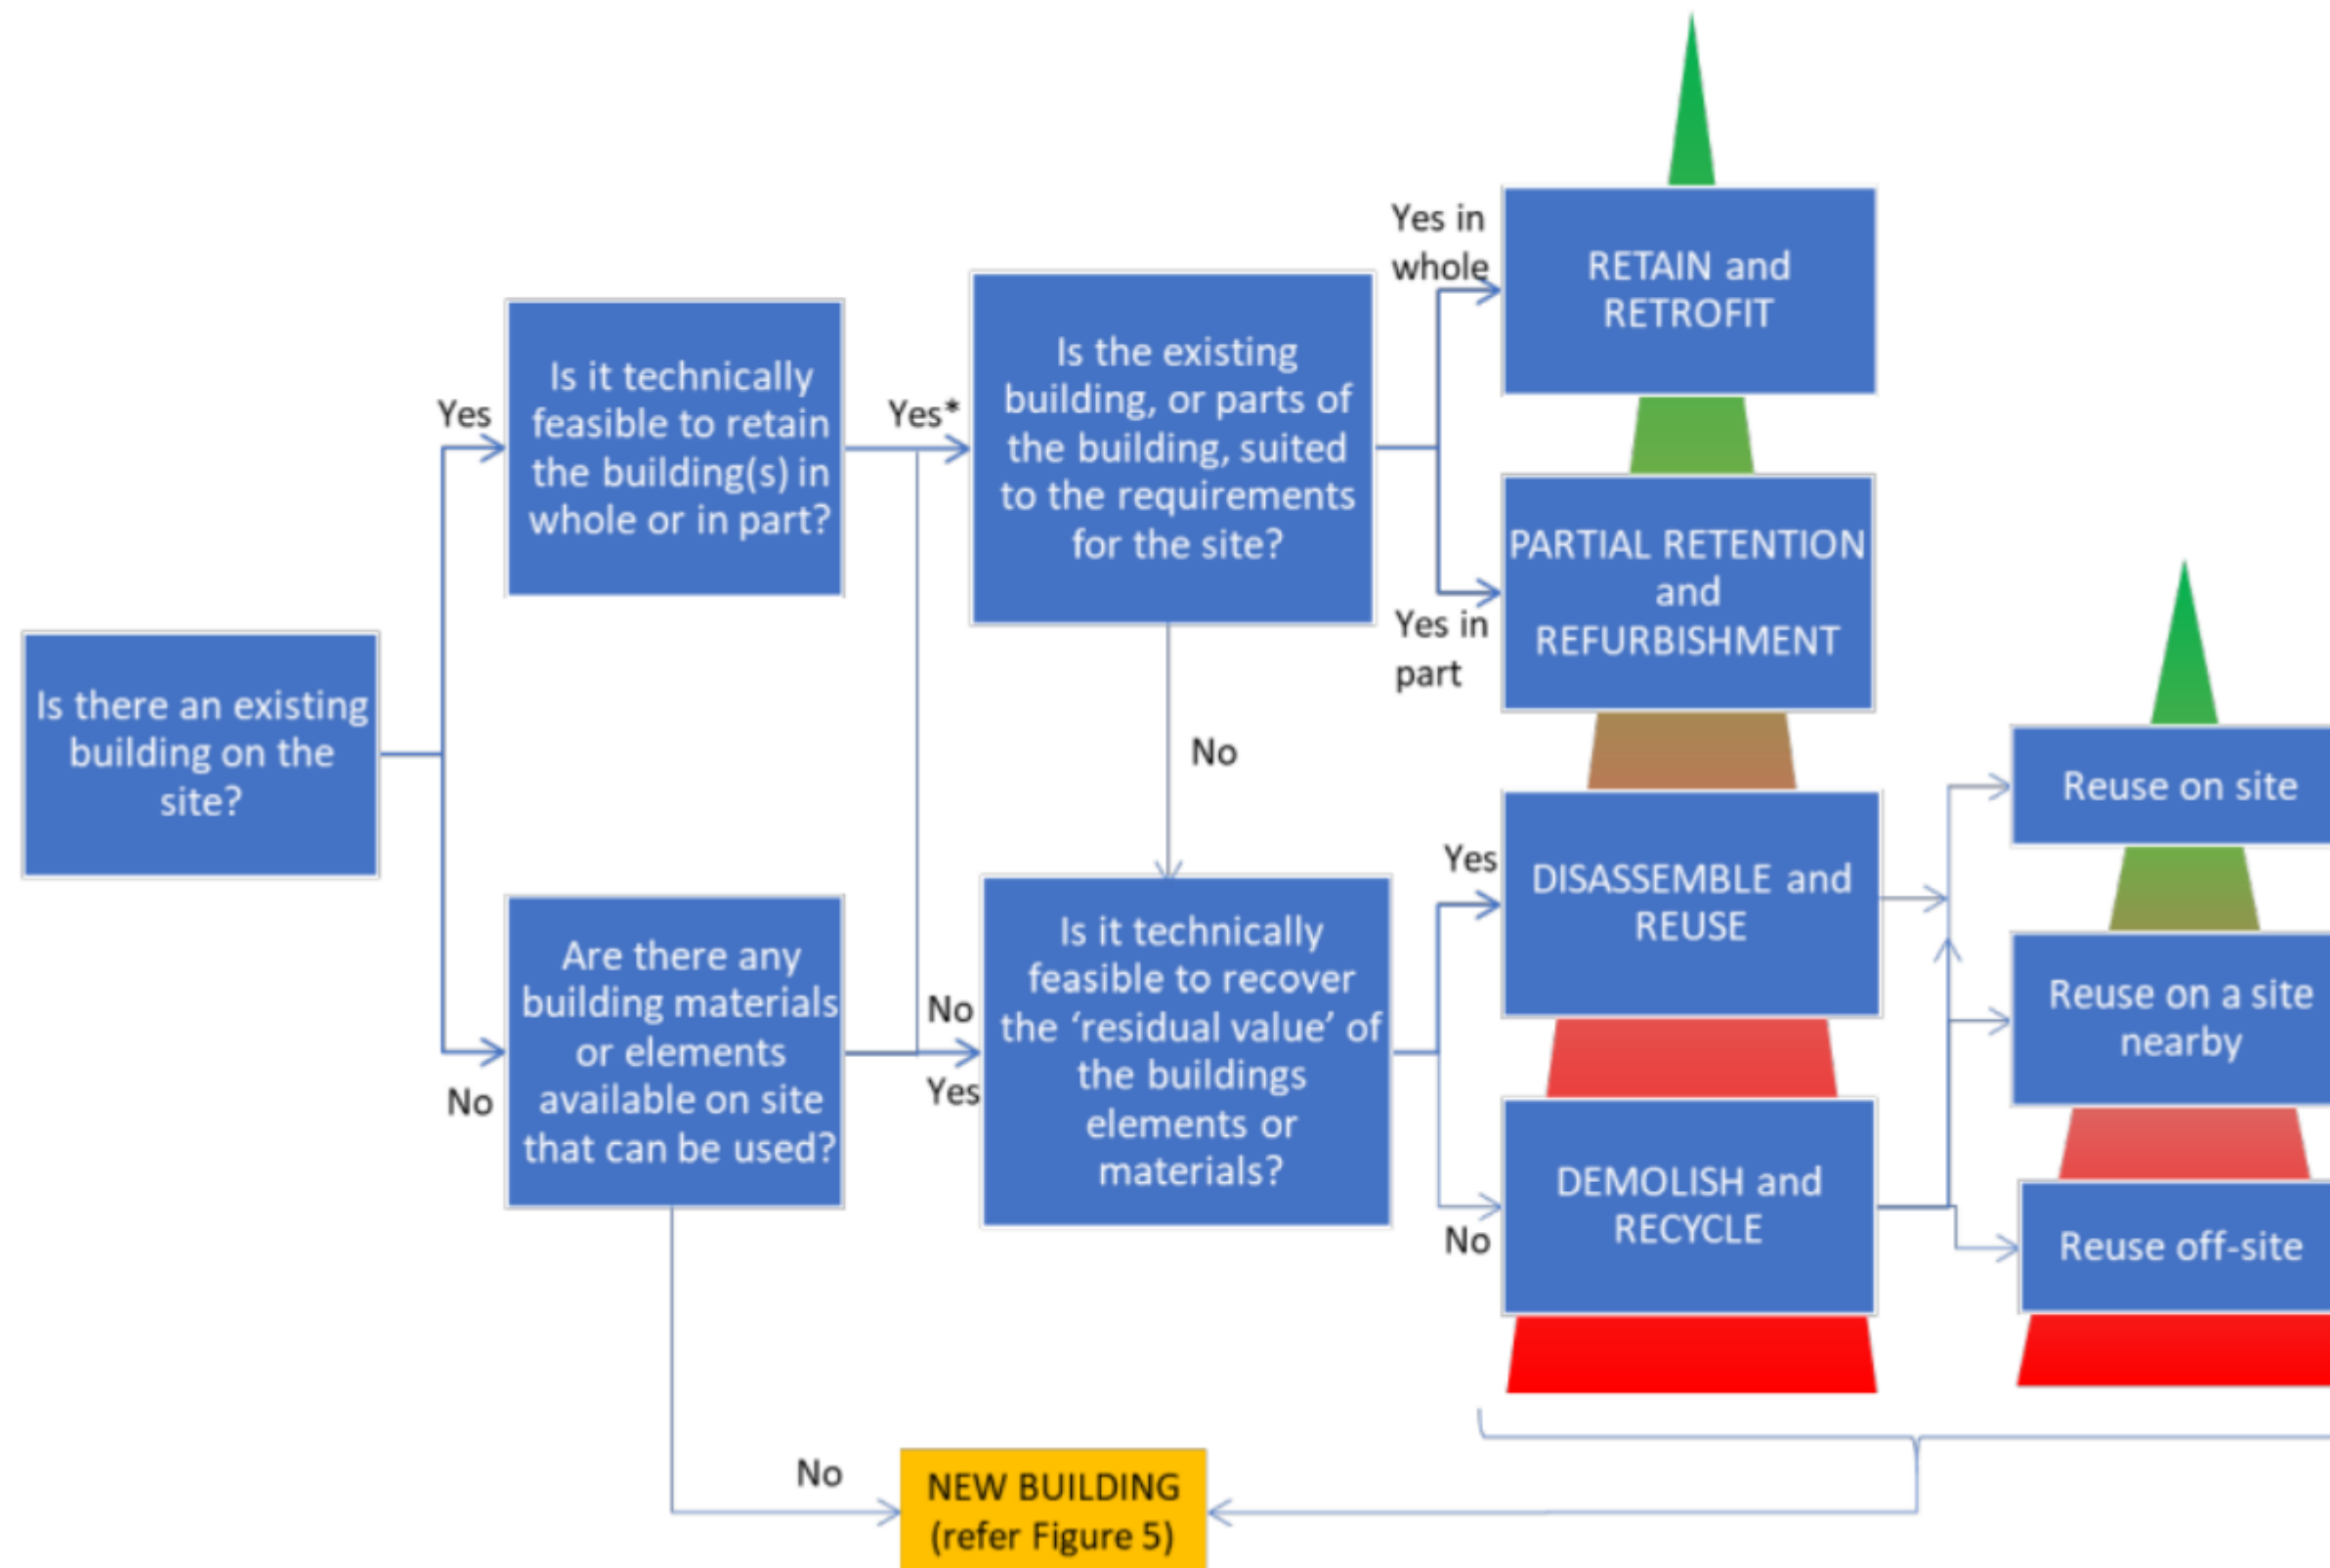 Is there an existing
building on the
site?
Yes
No
Is it technically
feasible to retain
the building(s) in
whole or in part?
Are there any
building materials
or elements
available on site
that can be used?
Yes*
No
Yes
No
Is the existing
building, or parts of
the building, suited
to the requirements
for the site?
No
Is it technically
feasible to recover
the ‘residual value’ of
the buildings
elements or
materials?
Yes in
whole
Yes in
part
Yes
No
RETAIN and
RETROFIT
PARTIAL RETENTION
and
REFURBISHMENT
DISASSEMBLE and
REUSE
DEMOLISH and
RECYCLE
Reuse on site
Reuse on a site
nearby
Reuse off-site
NEW BUILDING
(refer Figure 5)